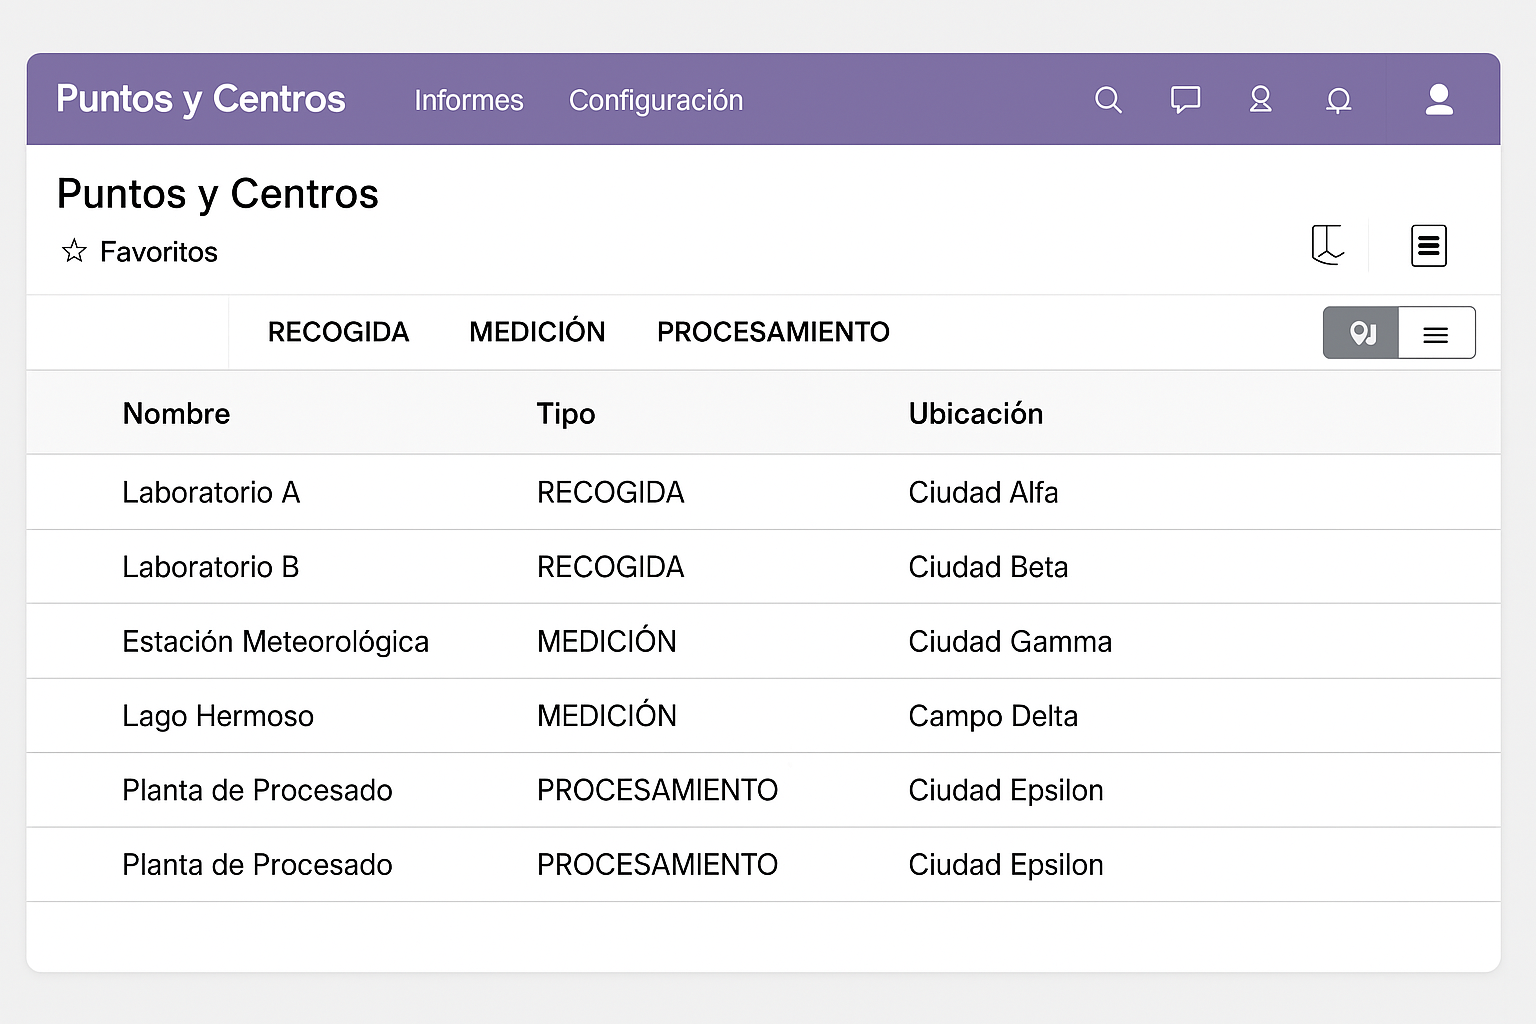 Puntos y Centros Informes Configuración
Puntos y Centros
Favoritos
RECOGIDA MEDICIÓN PROCESAMIENTO
Nombre Tipo Ubicación
Laboratorio A RECOGIDA Ciudad Alfa
Laboratorio B RECOGIDA Ciudad Beta
Estación Meteorológica MEDICIÓN Ciudad Gamma
Lago Hermoso MEDICIÓN Campo Delta
Planta de Procesado PROCESAMIENTO Ciudad Epsilon
Planta de Procesado PROCESAMIENTO Ciudad Epsilon